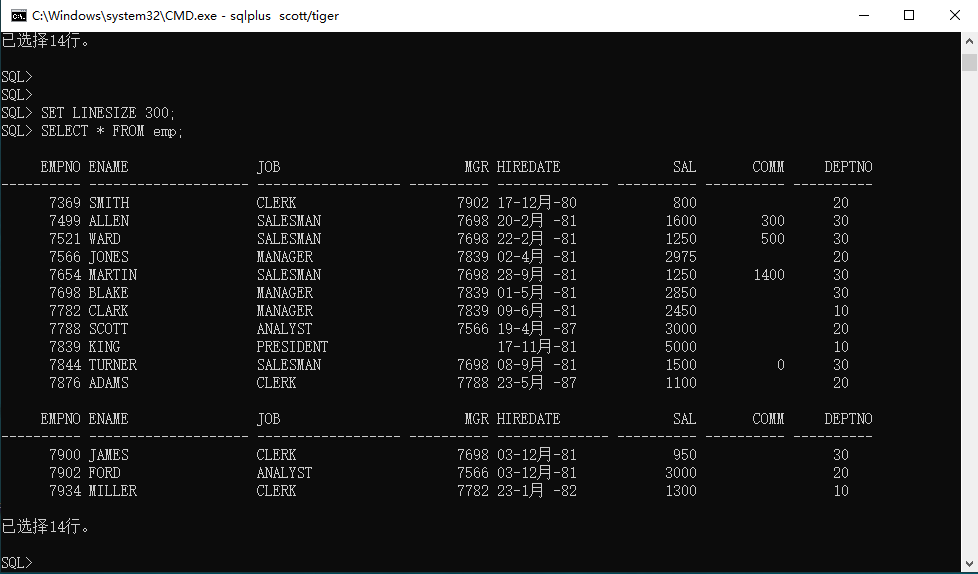 C:\Windows\system32\CMD.exe - sqlplus  scott/tiger
已选择14行。
SQL>
SQL>
SQL> SET LINESIZE 300;
SQL> SELECT * FROM emp;
     EMPNO ENAME                JOB                       MGR HIREDATE              SAL       COMM     DEPTNO
---------- -------------------- ------------------ ---------- -------------- ---------- ---------- ----------
      7369 SMITH                CLERK                    7902 17-12月-80            800                    20
      7499 ALLEN                SALESMAN                 7698 20-2月 -81           1600        300         30
      7521 WARD                 SALESMAN                 7698 22-2月 -81           1250        500         30
      7566 JONES                MANAGER                  7839 02-4月 -81           2975                    20
      7654 MARTIN               SALESMAN                 7698 28-9月 -81           1250       1400         30
      7698 BLAKE                MANAGER                  7839 01-5月 -81           2850                    30
      7782 CLARK                MANAGER                  7839 09-6月 -81           2450                    10
      7788 SCOTT                ANALYST                  7566 19-4月 -87           3000                    20
      7839 KING                 PRESIDENT                     17-11月-81           5000                    10
      7844 TURNER               SALESMAN                 7698 08-9月 -81           1500          0         30
      7876 ADAMS                CLERK                    7788 23-5月 -87           1100                    20
     EMPNO ENAME                JOB                       MGR HIREDATE              SAL       COMM     DEPTNO
---------- -------------------- ------------------ ---------- -------------- ---------- ---------- ----------
      7900 JAMES                CLERK                    7698 03-12月-81            950                    30
      7902 FORD                 ANALYST                  7566 03-12月-81           3000                    20
      7934 MILLER               CLERK                    7782 23-1月 -82           1300                    10
已选择14行。
SQL>